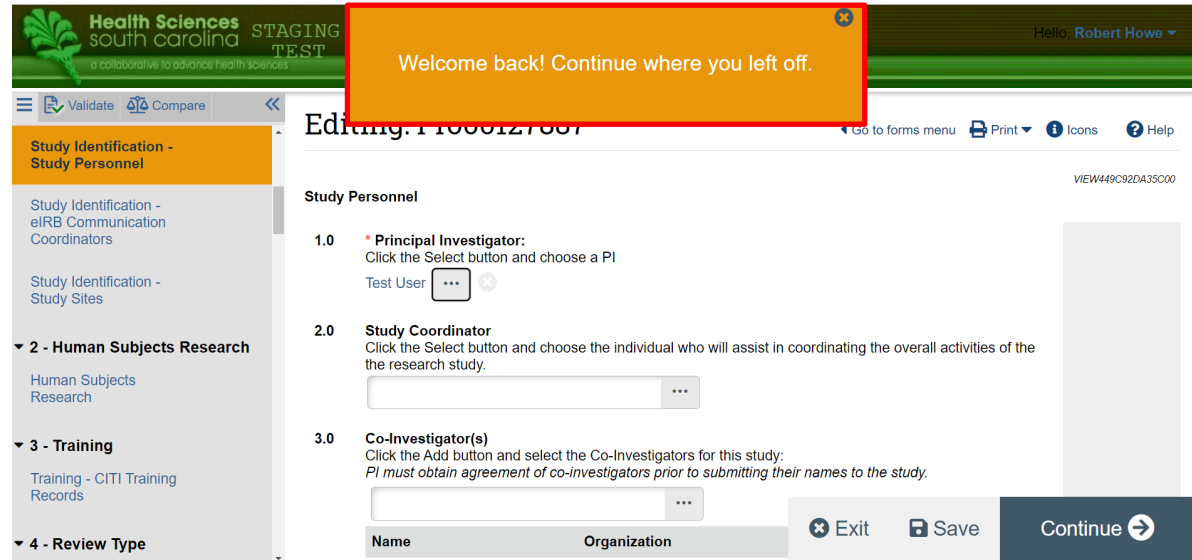 Health Sciences
south carolina
a collaborative to advance health sciences
STAGING
TEST
Welcome back! Continue where you left off.
Hello, Robert Howe
Validate
Compare
Study Identification -
Study Personnel
Study Identification -
eIRB Communication
Coordinators
Study Identification -
Study Sites
2 - Human Subjects Research
Human Subjects
Research
3 - Training
Training - CITI Training
Records
4 - Review Type
Go to forms menu
Print
Icons
Help
VIEW449C92DA35C00
Study Personnel
1.0 * Principal Investigator:
Click the Select button and choose a PI
Test User ...
2.0 Study Coordinator
Click the Select button and choose the individual who will assist in coordinating the overall activities of the
the research study.
...
3.0 Co-Investigator(s)
Click the Add button and select the Co-Investigators for this study:
PI must obtain agreement of co-investigators prior to submitting their names to the study.
...
Name Organization
Exit
Save
Continue